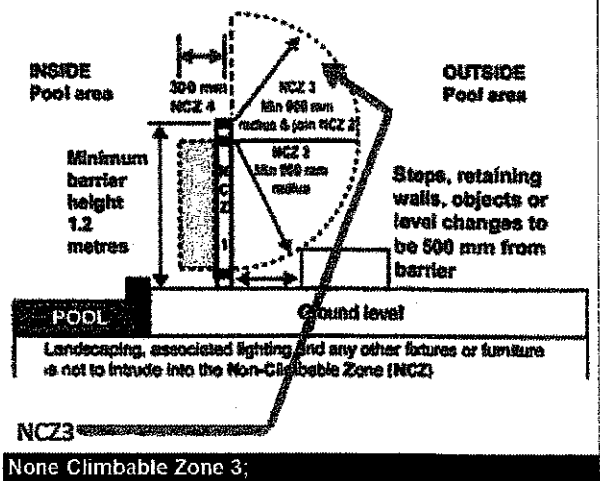 INSIDE
Pool area
300 mm
NCZ 4
NCZ 3
Min 900 mm
radius & join NCZ 2
OUTSIDE
Pool area
NCZ 2
Min 900 mm
radius
Minimum
barrier
height
1.2
metres
N
C
Z
1
Steps, retaining
walls, objects or
level changes to
be 500 mm from
barrier
POOL
Ground level
Landscaping, associated lighting and any other fixtures or furniture
is not to intrude into the Non-Climbable Zone (NCZ)
NCZ3
None Climbable Zone 3;